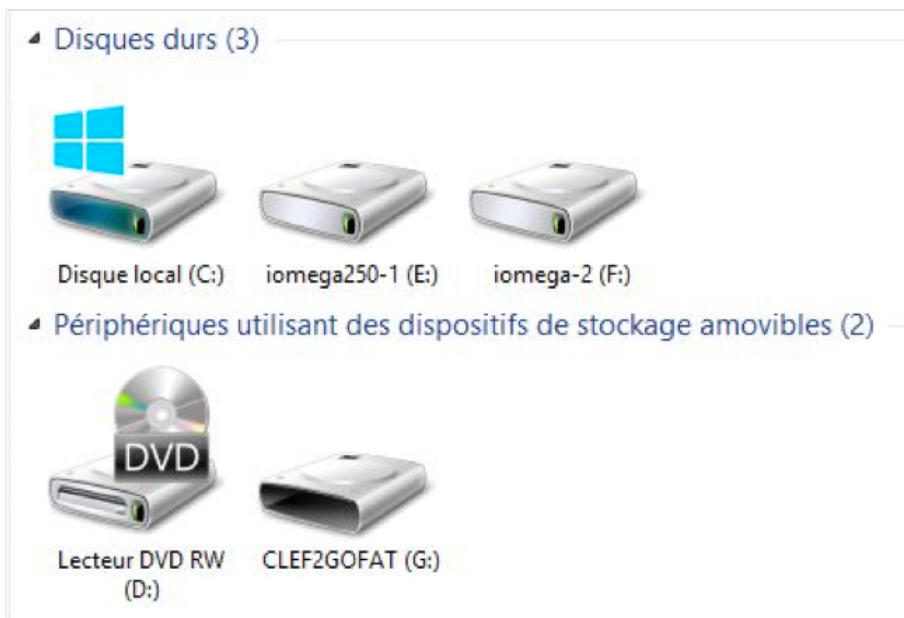 Disques durs (3)
Disque local (C:)
iomega250-1 (E:)
iomega-2 (F:)
Périphériques utilisant des dispositifs de stockage amovibles (2)
DVD
Lecteur DVD RW
(D:)
CLEF2GOFAT (G:)